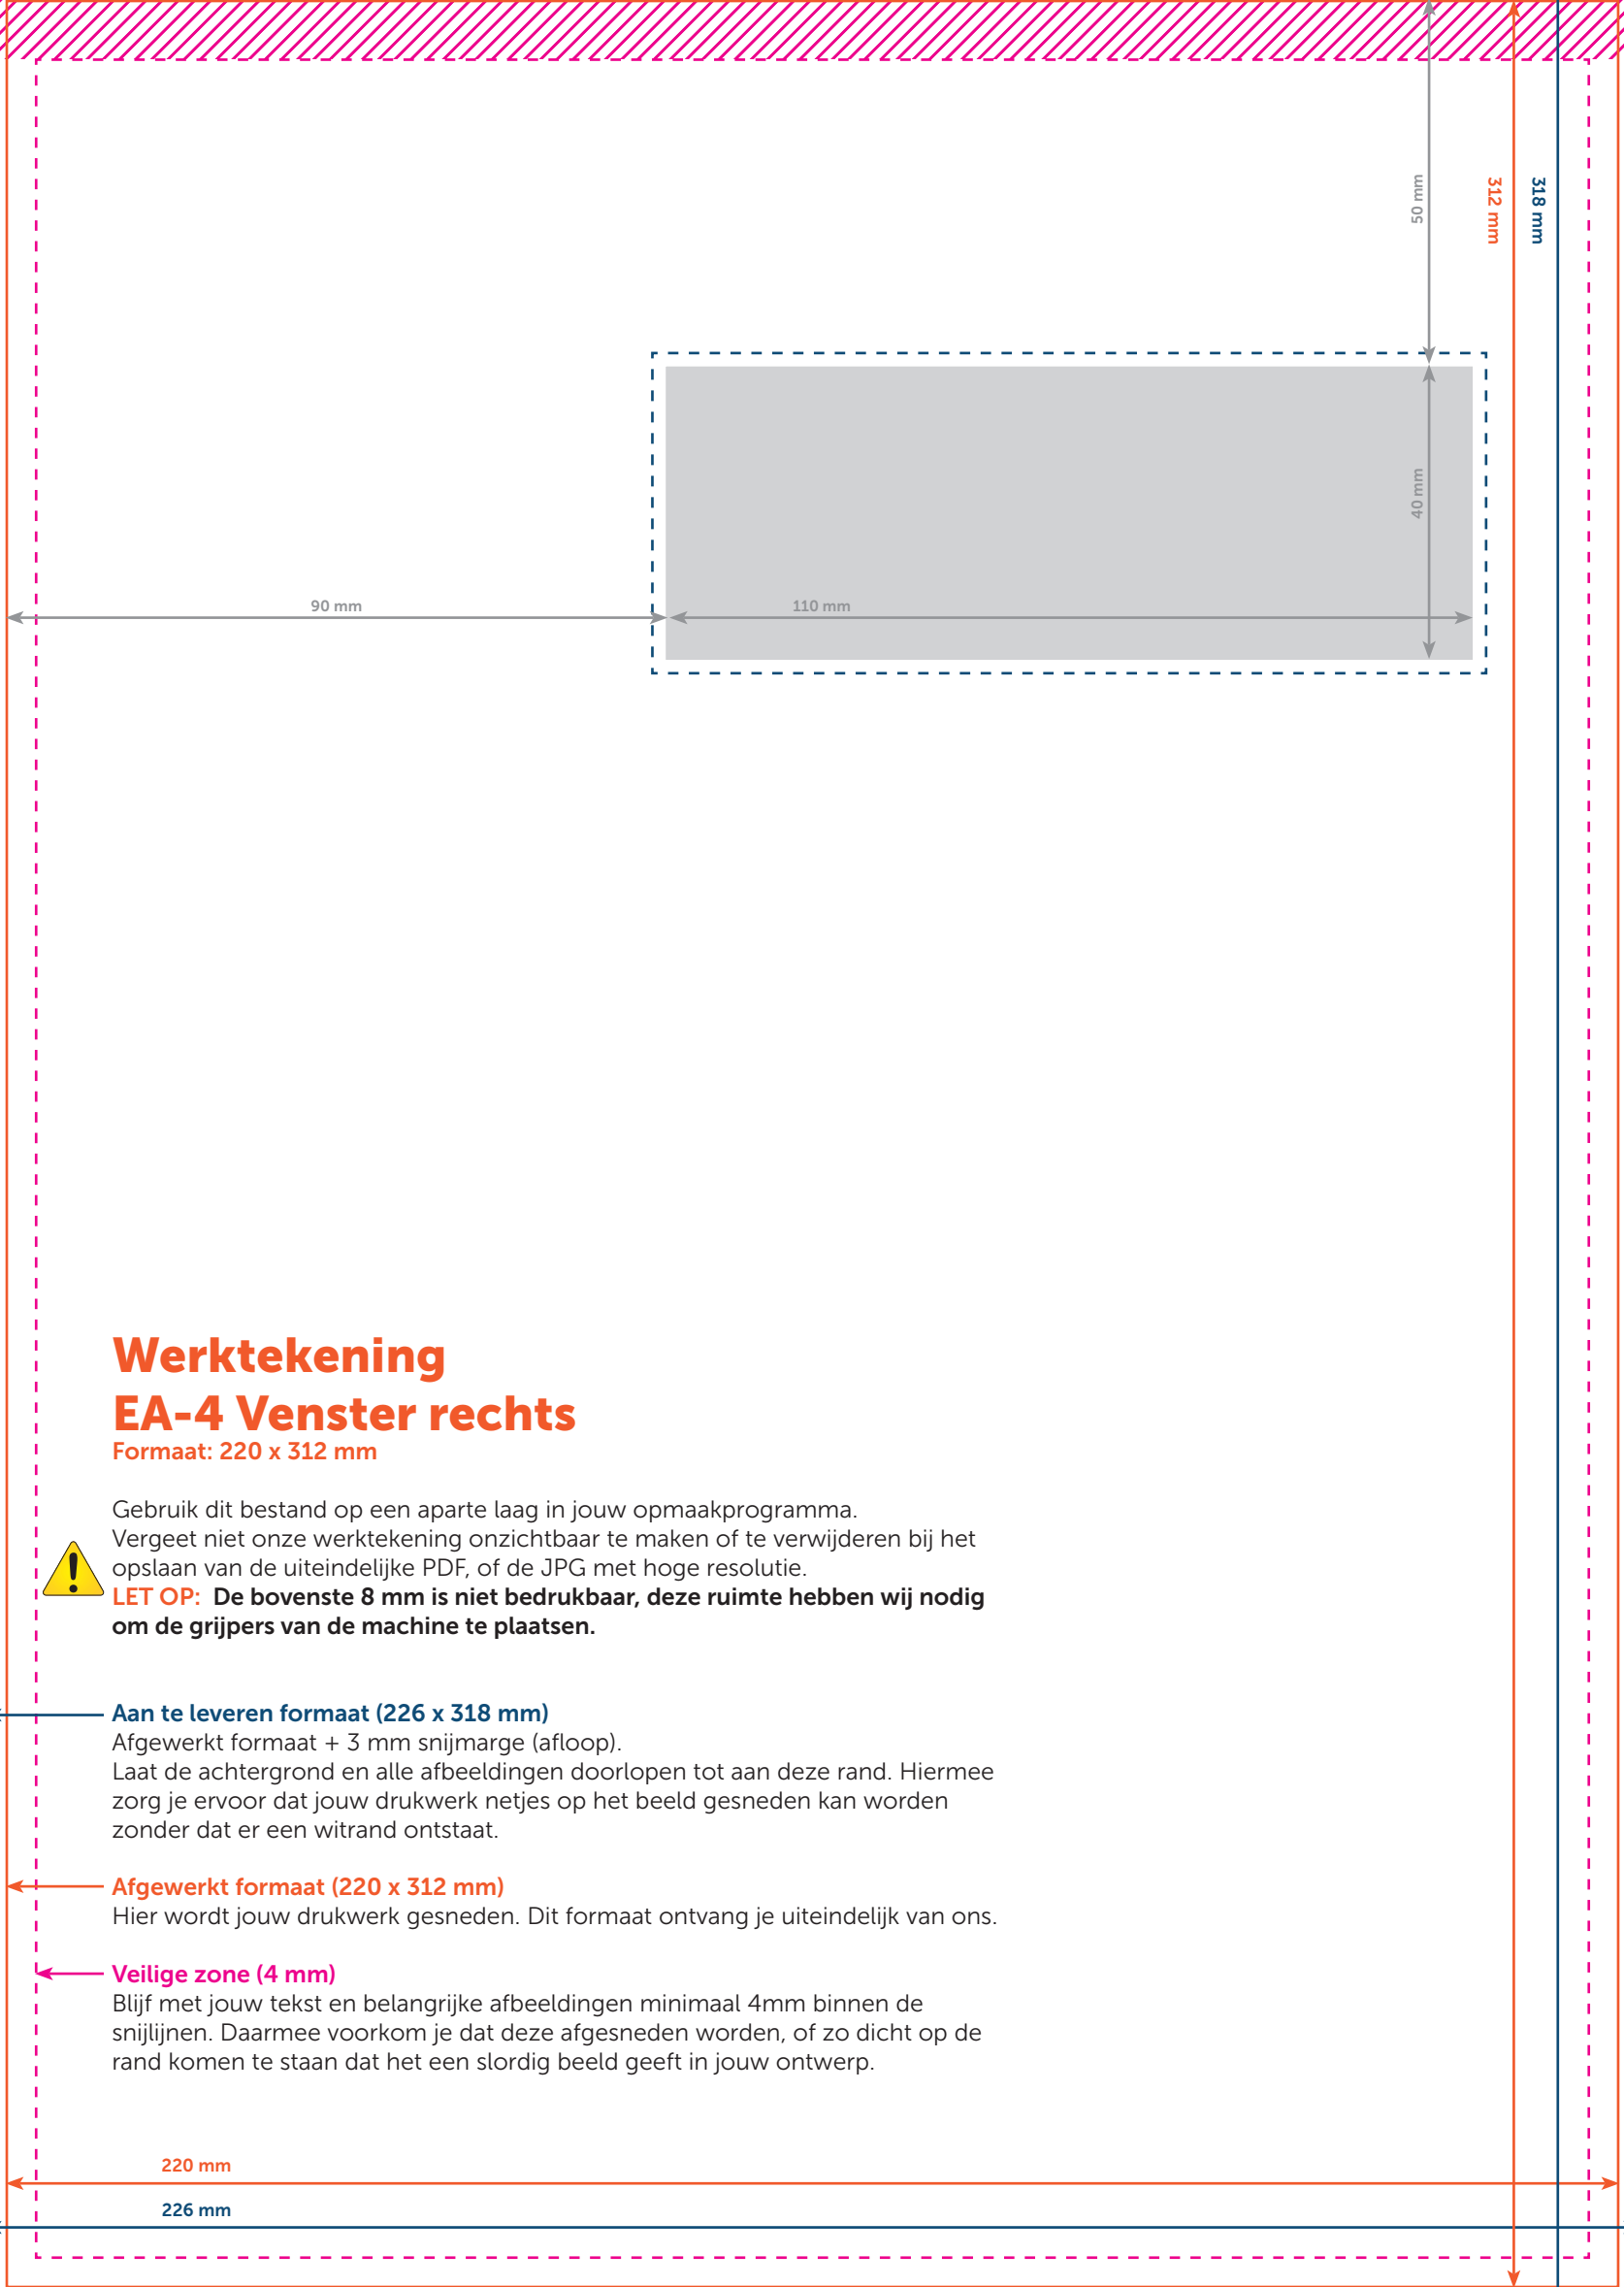 50 mm
312 mm
318 mm
40 mm
90 mm
110 mm
Werktekening
EA-4 Venster rechts
Formaat: 220 x 312 mm
Gebruik dit bestand op een aparte laag in jouw opmaakprogramma.
Vergeet niet onze werktekening onzichtbaar te maken of te verwijderen bij het
opslaan van de uiteindelijke PDF, of de JPG met hoge resolutie.
LET OP: De bovenste 8 mm is niet bedrukbaar, deze ruimte hebben wij nodig
om de grijpers van de machine te plaatsen.
Aan te leveren formaat (226 x 318 mm)
Afgewerkt formaat + 3 mm snijmarge (afloop).
Laat de achtergrond en alle afbeeldingen doorlopen tot aan deze rand. Hiermee
zorg je ervoor dat jouw drukwerk netjes op het beeld gesneden kan worden
zonder dat er een witrand ontstaat.
Afgewerkt formaat (220 x 312 mm)
Hier wordt jouw drukwerk gesneden. Dit formaat ontvang je uiteindelijk van ons.
Veilige zone (4 mm)
Blijf met jouw tekst en belangrijke afbeeldingen minimaal 4mm binnen de
snijlijnen. Daarmee voorkom je dat deze afgesneden worden, of zo dicht op de
rand komen te staan dat het een slordig beeld geeft in jouw ontwerp.
220 mm
226 mm